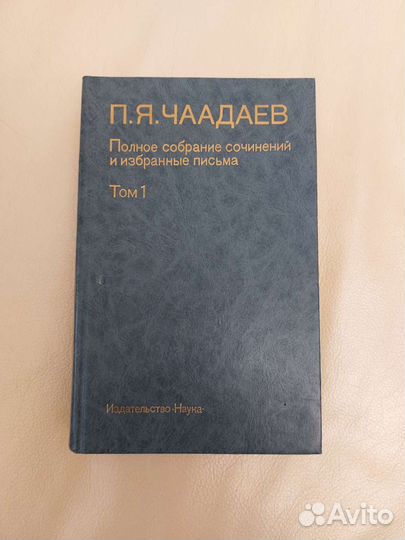 П.Я.ЧААДАЕВ
Полное собрание сочинений
и избранные письма
Том 1
Издательство ·Наука·
Avito